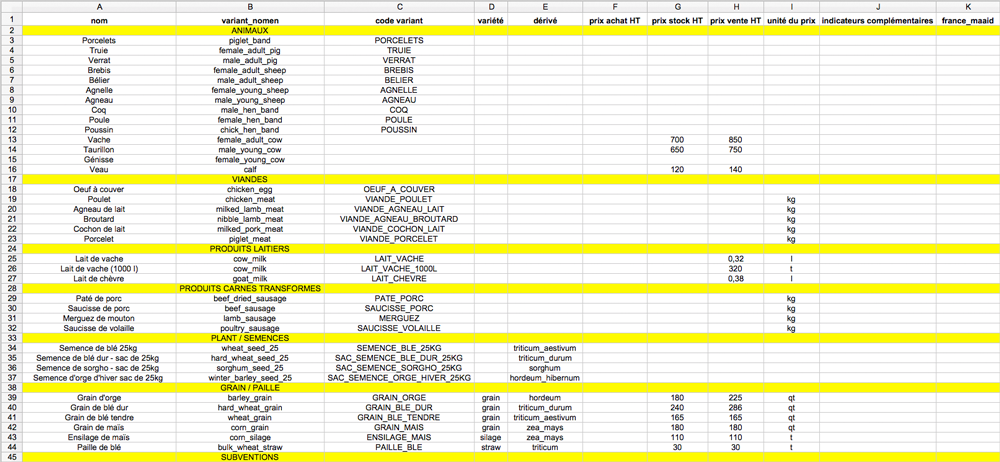 A B C D E F G H I J K
1 nom variant_nomen code variant variété dérivé prix achat HT prix stock HT prix vente HT unité du prix indicateurs complémentaires france_maaid
2 ANIMAUX
3 Porcelets piglet_band PORCELETS
4 Truie female_adult_pig TRUIE
5 Verrat male_adult_pig VERRAT
6 Brebis female_adult_sheep BREBIS
7 Bélier male_adult_sheep BELIER
8 Agnelle female_young_sheep AGNELLE
9 Agneau male_young_sheep AGNEAU
10 Coq male_hen_band COQ
11 Poule female_hen_band POULE
12 Poussin chick_hen_band POUSSIN
13 Vache female_adult_cow 700 850
14 Taurillon male_young_cow 650 750
15 Génisse female_young_cow
16 Veau calf 120 140
17 VIANDES
18 Oeuf à couver chicken_egg OEUF_A_COUVER
19 Poulet chicken_meat VIANDE_POULET kg
20 Agneau de lait milked_lamb_meat VIANDE_AGNEAU_LAIT kg
21 Broutard nibble_lamb_meat VIANDE_AGNEAU_BROUTARD kg
22 Cochon de lait milked_pork_meat VIANDE_COCHON_LAIT kg
23 Porcelet piglet_meat VIANDE_PORCELET kg
24 PRODUITS LAITIERS
25 Lait de vache cow_milk LAIT_VACHE 0,32 l
26 Lait de vache (1000 l) cow_milk LAIT_VACHE_1000L 320 t
27 Lait de chèvre goat_milk LAIT_CHEVRE 0,38 l
28 PRODUITS CARNES TRANSFORMES
29 Paté de porc beef_dried_sausage PATE_PORC kg
30 Saucisse de porc beef_sausage SAUCISSE_PORC kg
31 Merguez de mouton lamb_sausage MERGUEZ kg
32 Saucisse de volaille poultry_sausage SAUCISSE_VOLAILLE kg
33 PLANT / SEMENCES
34 Semence de blé 25kg wheat_seed_25 SEMENCE_BLE_25KG triticum_aestivum
35 Semence de blé dur - sac de 25kg hard_wheat_seed_25 SAC_SEMENCE_BLE_DUR_25KG triticum_durum
36 Semence de sorgho - sac de 25kg sorghum_seed_25 SAC_SEMENCE_SORGHO_25KG sorghum
37 Semence d'orge d'hiver sac de 25kg winter_barley_seed_25 SAC_SEMENCE_ORGE_HIVER_25KG hordeum_hibernum
38 GRAIN / PAILLE
39 Grain d'orge barley_grain GRAIN_ORGE grain hordeum 180 225 qt
40 Grain de blé dur hard_wheat_grain GRAIN_BLE_DUR grain triticum_durum 240 286 qt
41 Grain de blé tendre wheat_grain GRAIN_BLE_TENDRE grain triticum_aestivum 165 165 qt
42 Grain de maïs corn_grain GRAIN_MAIS grain zea_mays 180 180 qt
43 Ensilage de maïs corn_silage ENSILAGE_MAIS silage zea_mays 110 110 t
44 Paille de blé bulk_wheat_straw PAILLE_BLE straw triticum 30 30 t
45 SUBVENTIONS